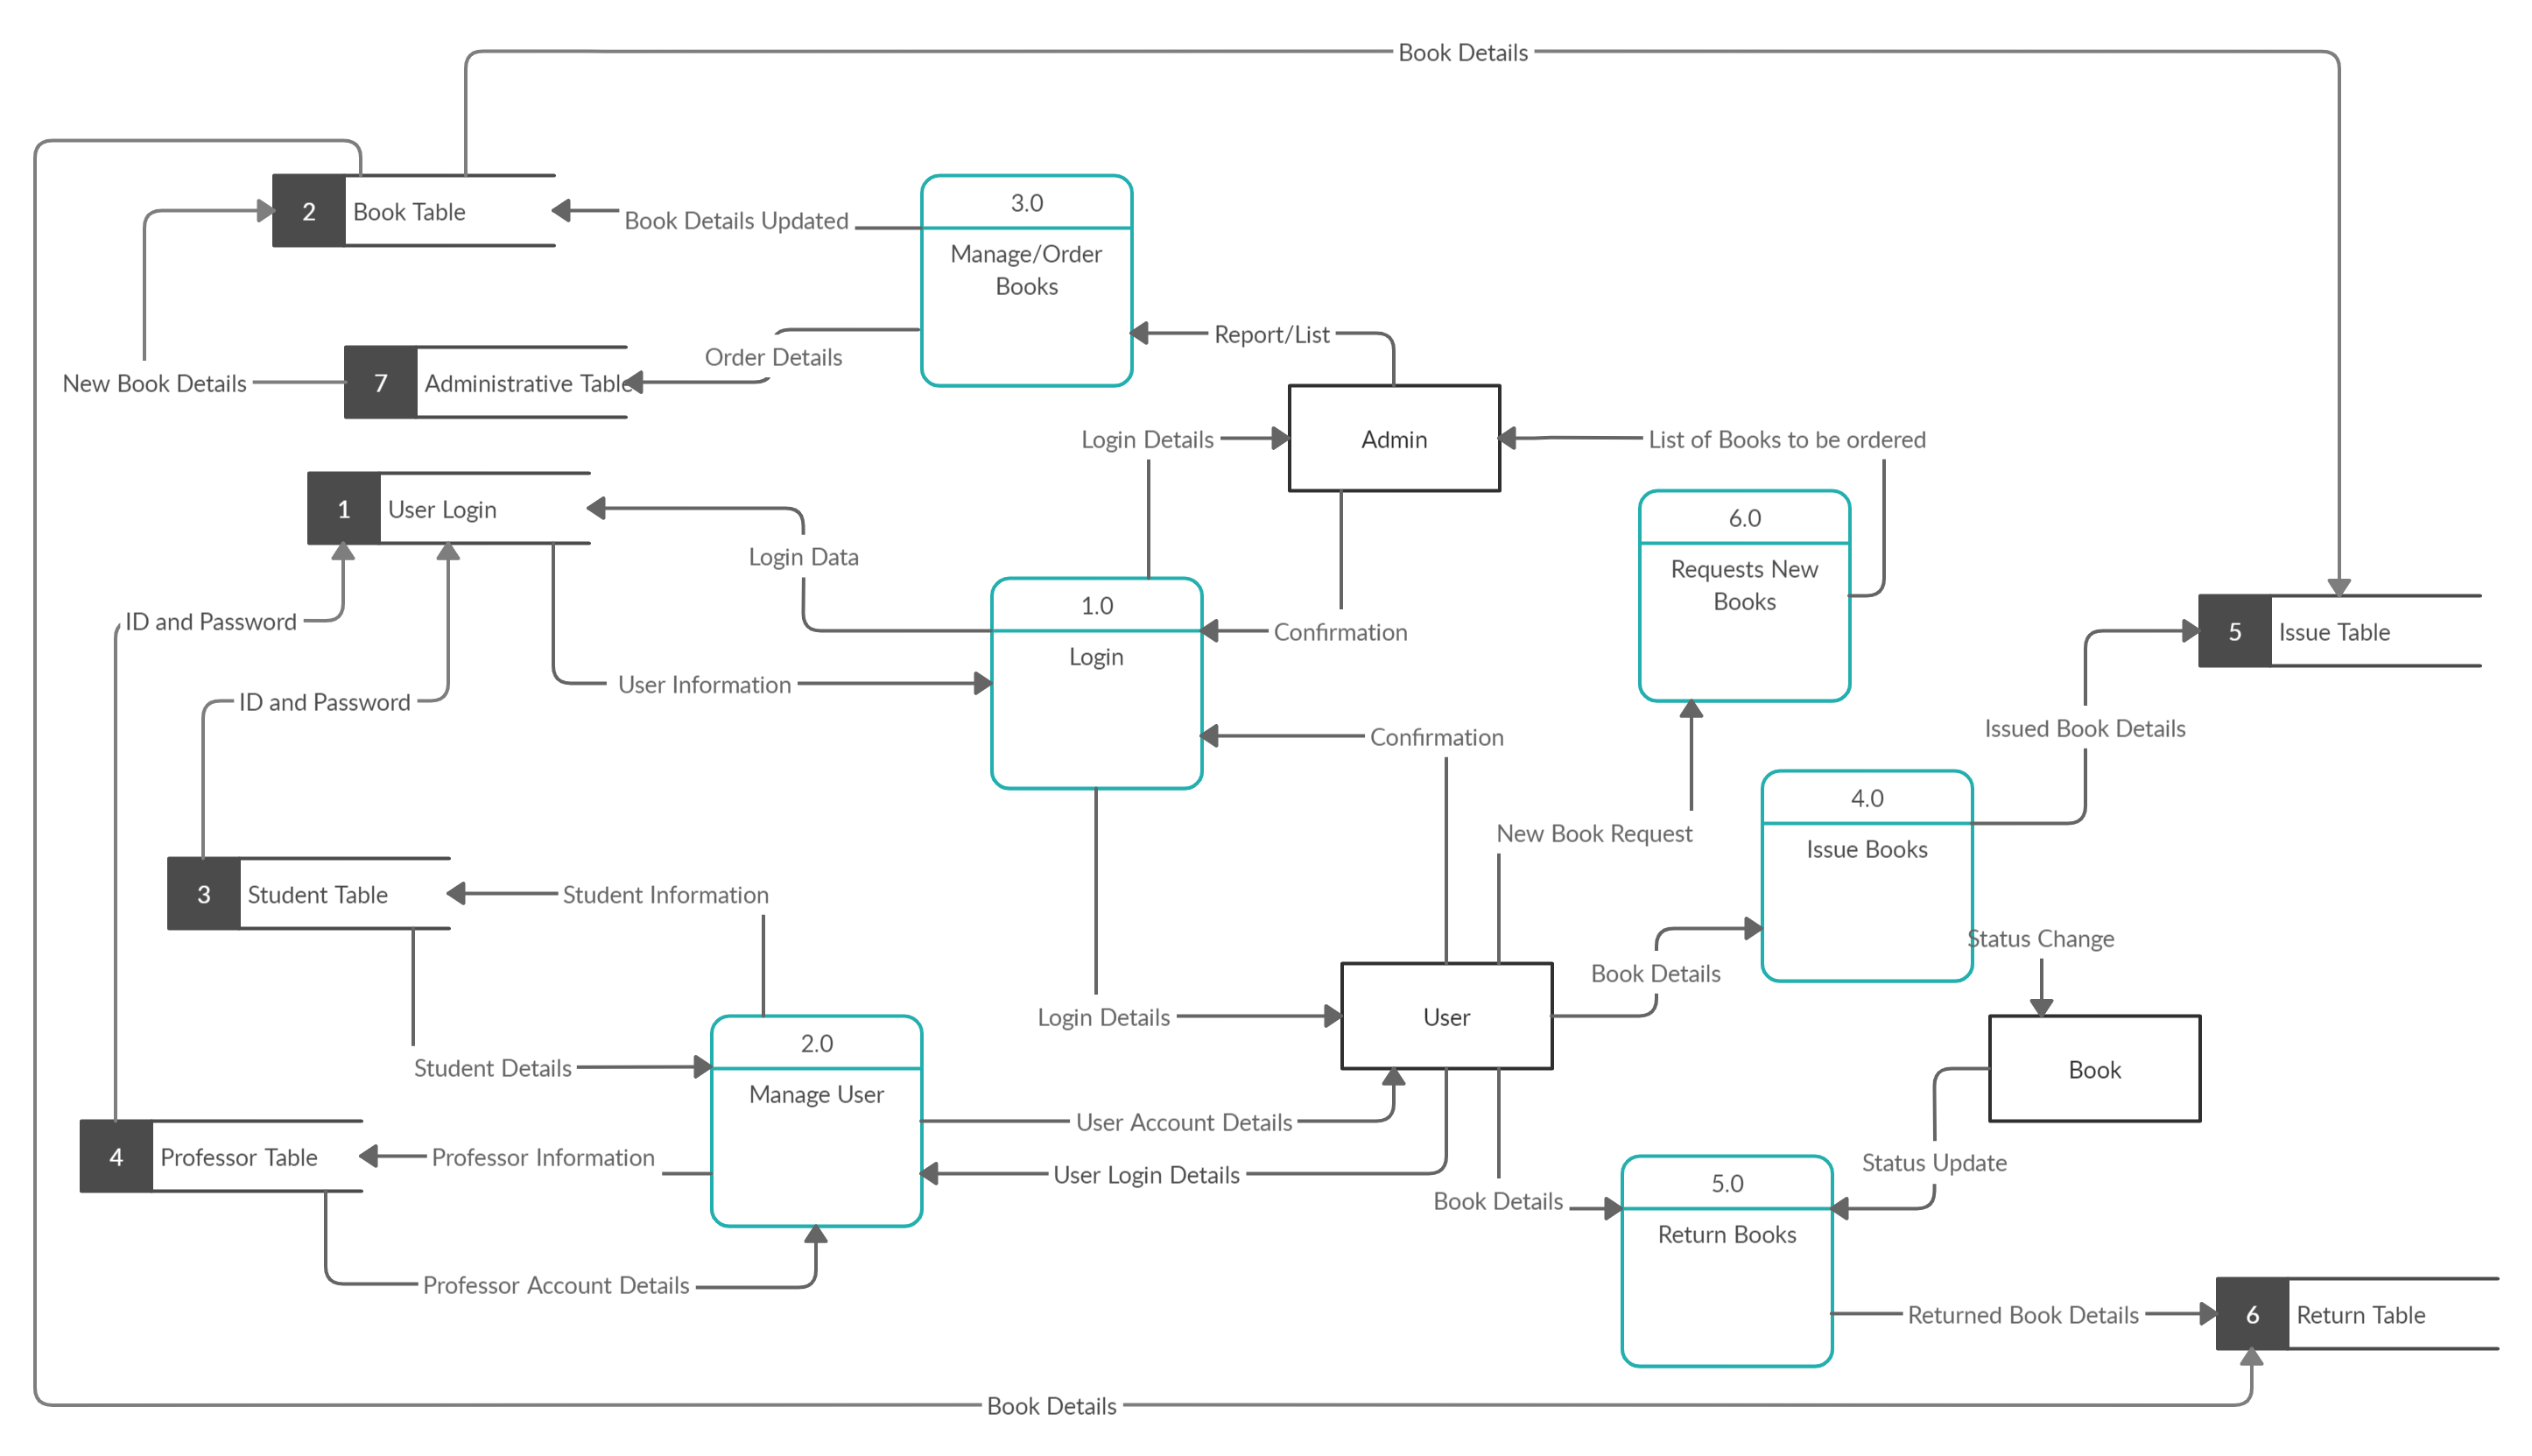 Book Details
2
Book Table
Book Details Updated
3.0
Manage/Order
Books
Report/List
Order Details
New Book Details
7
Administrative Table
Login Details
Admin
List of Books to be ordered
1
User Login
6.0
Requests New
Books
Login Data
1.0
Login
ID and Password
Confirmation
5
Issue Table
User Information
ID and Password
Confirmation
Issued Book Details
New Book Request
4.0
Issue Books
3
Student Table
Student Information
Status Change
Book Details
Login Details
User
2.0
Manage User
Student Details
Book
User Account Details
4
Professor Table
Professor Information
User Login Details
Status Update
Book Details
5.0
Return Books
Professor Account Details
Returned Book Details
6
Return Table
Book Details